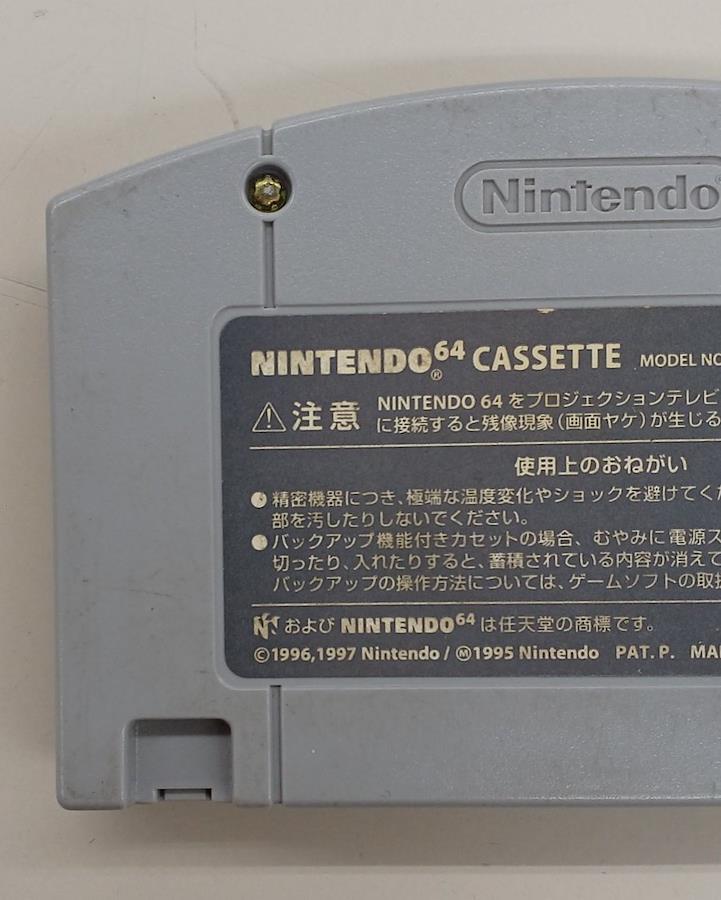 Nintendo
NINTENDO64® CASSETTE MODEL NO
注意 NINTENDO 64 をプロジェクションテレビ
に接続すると残像現象(画面ヤケ)が生じる
使用上のおねがい
●精密機器につき、極端な温度変化やショックを避けてくだ
部を汚したりしないでください。
●バックアップ機能付きカセットの場合、むやみに電源ス
切ったり、入れたりすると、蓄積されている内容が消えて
バックアップの操作方法については、ゲームソフトの取扱
および NINTENDO64 は任天堂の商標です。
©1996,1997 Nintendo / Ⓜ1995 Nintendo PAT. P. MA